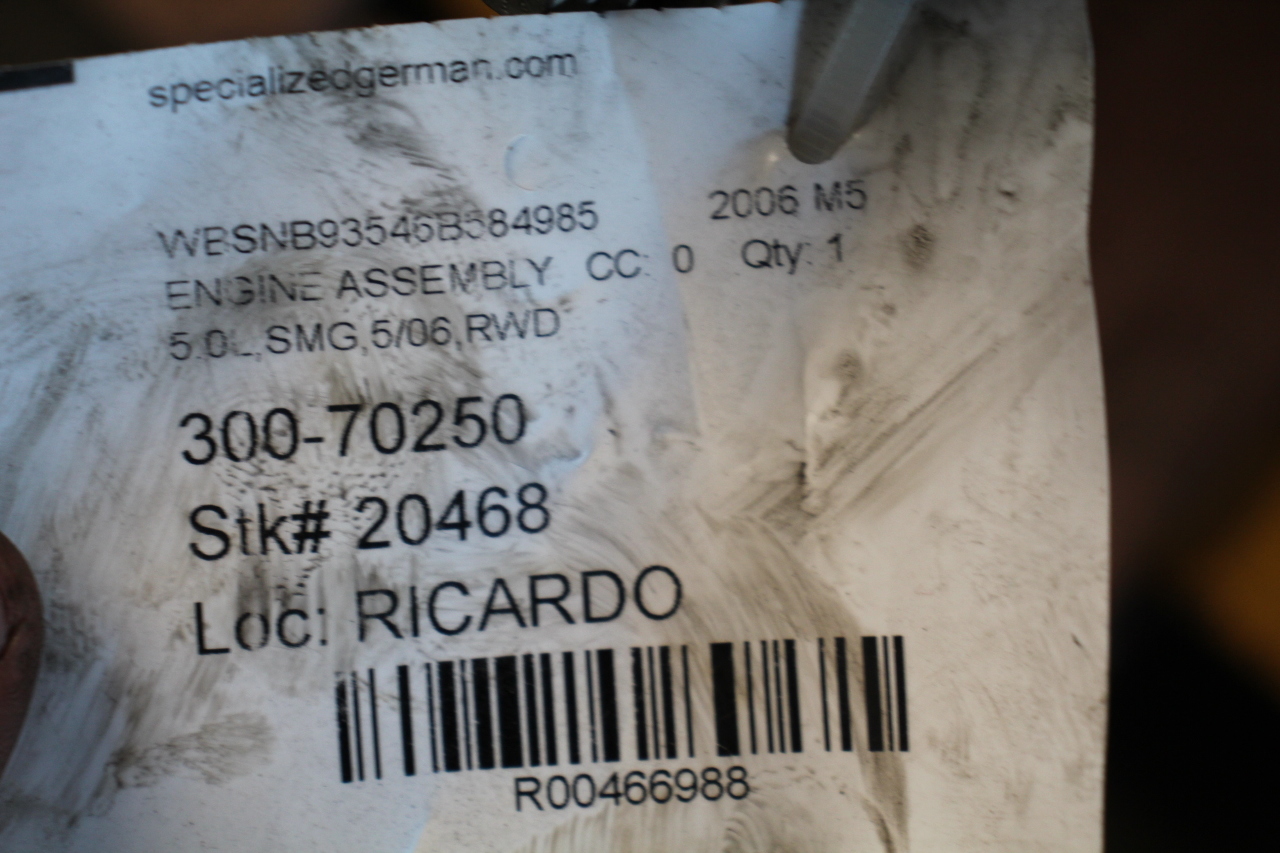 specializedgerman.com
WBSNB93546B584985 2006 M5
ENGINE ASSEMBLY CC: 0 Qty: 1
5.0L,SMG,5/06,RWD
300-70250
Stk# 20468
Loc: RICARDO
R00466988